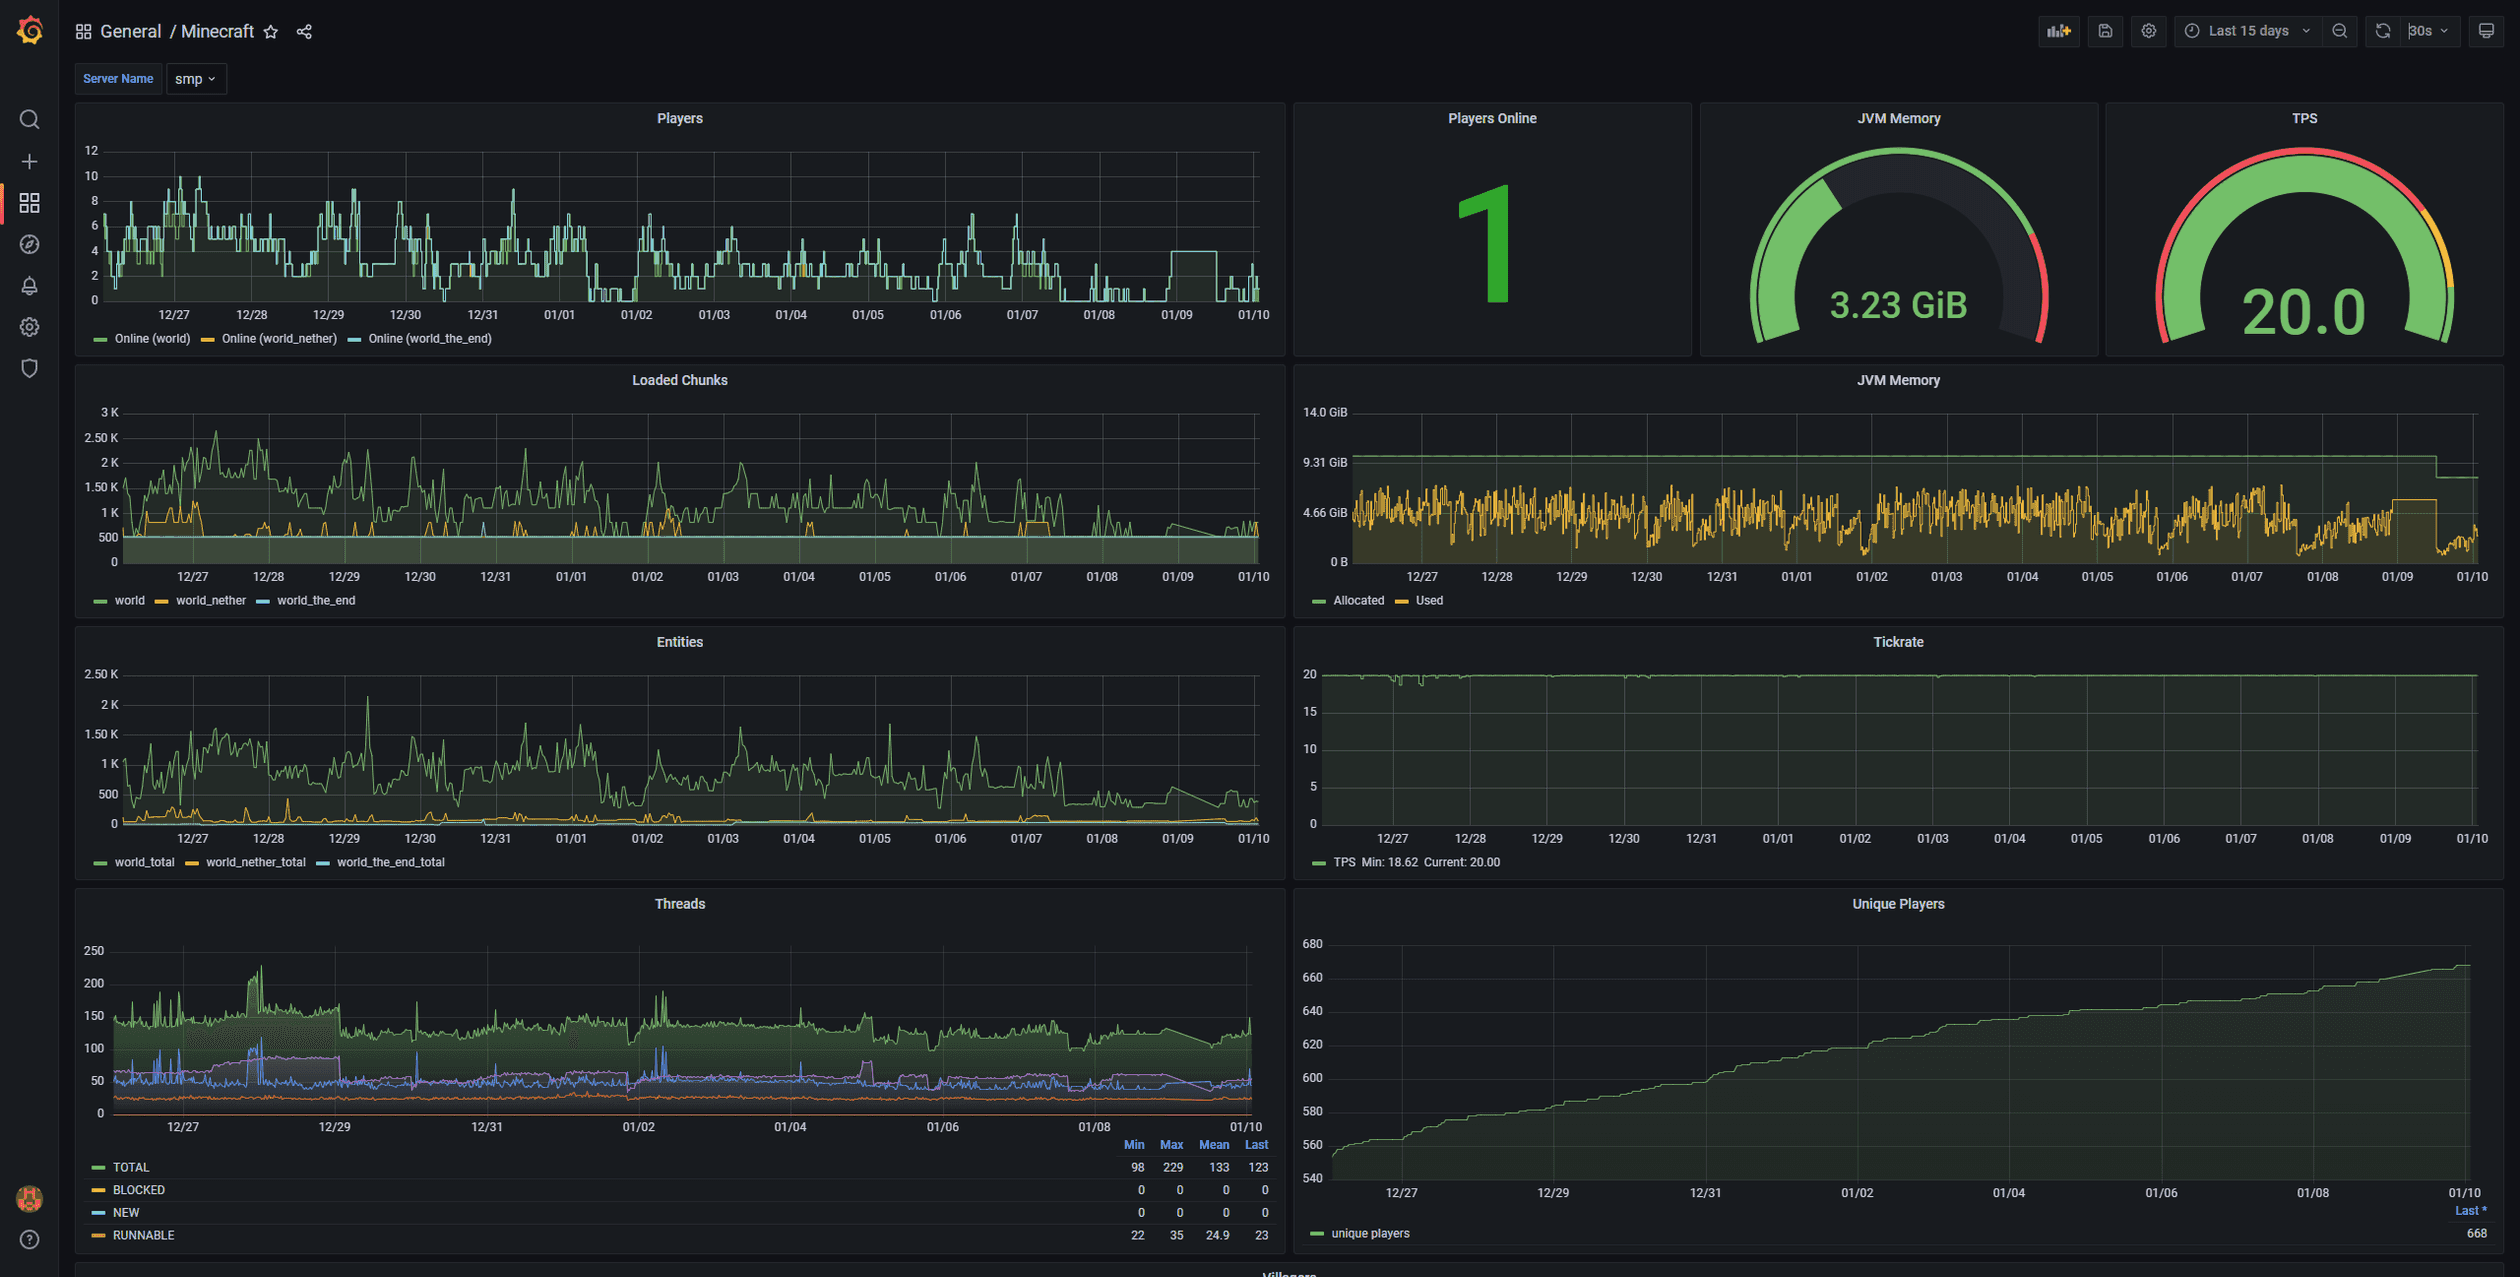 General / Minecraft
Last 15 days
30s
Server Name smp
Players
12
10
8
6
4
2
0
12/27 12/28 12/29 12/30 12/31 01/01 01/02 01/03 01/04 01/05 01/06 01/07 01/08 01/09 01/10
Online (world) Online (world_nether) Online (world_the_end)
Players Online
1
JVM Memory
3.23 GiB
TPS
20.0
Loaded Chunks
3 K
2.50 K
2 K
1.50 K
1 K
500
0
12/27 12/28 12/29 12/30 12/31 01/01 01/02 01/03 01/04 01/05 01/06 01/07 01/08 01/09 01/10
world world_nether world_the_end
JVM Memory
14.0 GiB
9.31 GiB
4.66 GiB
0 B
12/27 12/28 12/29 12/30 12/31 01/01 01/02 01/03 01/04 01/05 01/06 01/07 01/08 01/09 01/10
Allocated Used
Entities
2.50 K
2 K
1.50 K
1 K
500
0
12/27 12/28 12/29 12/30 12/31 01/01 01/02 01/03 01/04 01/05 01/06 01/07 01/08 01/09 01/10
world_total world_nether_total world_the_end_total
Tickrate
20
15
10
5
0
12/27 12/28 12/29 12/30 12/31 01/01 01/02 01/03 01/04 01/05 01/06 01/07 01/08 01/09 01/10
TPS Min: 18.62 Current: 20.00
Threads
250
200
150
100
50
0
12/27 12/29 12/31 01/02 01/04 01/06 01/08 01/10
Min Max Mean Last
TOTAL 98 229 133 123
BLOCKED 0 0 0 0
NEW 0 0 0 0
RUNNABLE 22 35 24.9 23
Unique Players
680
660
640
620
600
580
560
540
12/27 12/29 12/31 01/02 01/04 01/06 01/08 01/10
Last *
unique players 668